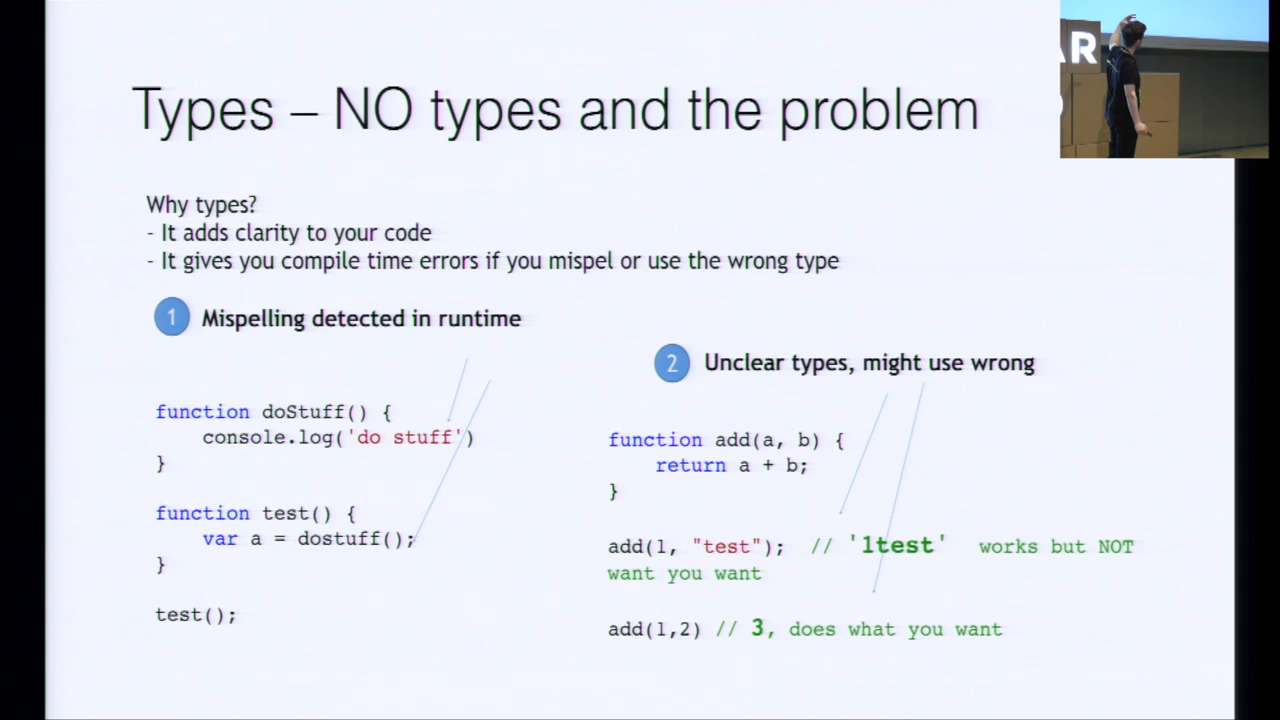 Types – NO types and the problem
AR
Why types?
- It adds clarity to your code
- It gives you compile time errors if you mispel or use the wrong type
1 Mispelling detected in runtime
function doStuff() {
console.log('do stuff')
}
function test() {
var a = dostuff();
}
test();
2 Unclear types, might use wrong
function add(a, b) {
return a + b;
}
add(1, "test"); // '1test' works but NOT
want you want
add(1,2) // 3, does what you want